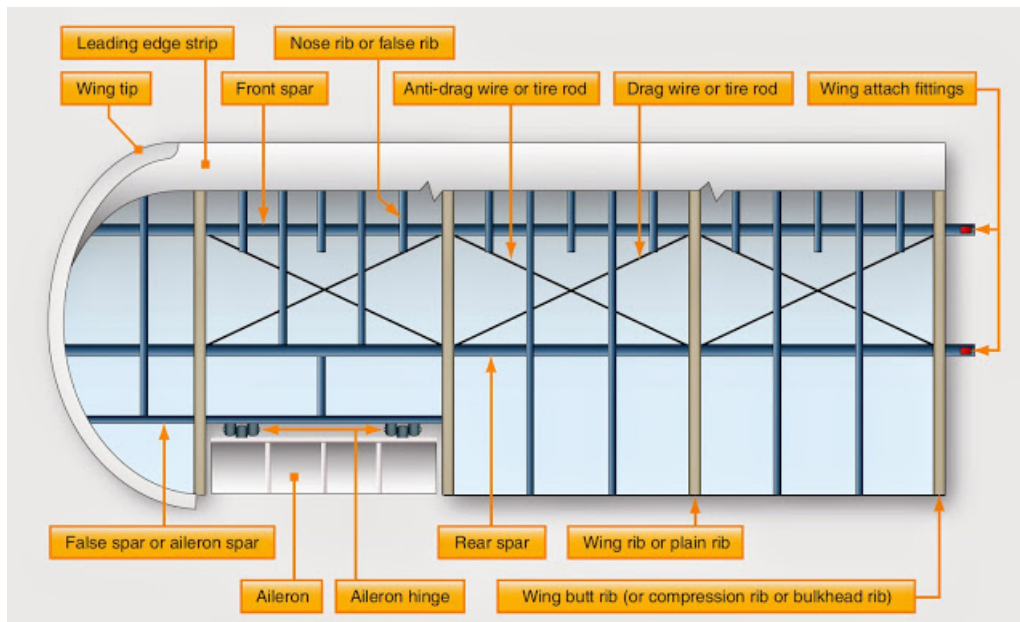 Leading edge strip
Nose rib or false rib
Wing tip
Front spar
Anti-drag wire or tire rod
Drag wire or tire rod
Wing attach fittings
False spar or aileron spar
Rear spar
Wing rib or plain rib
Aileron
Aileron hinge
Wing butt rib (or compression rib or bulkhead rib)